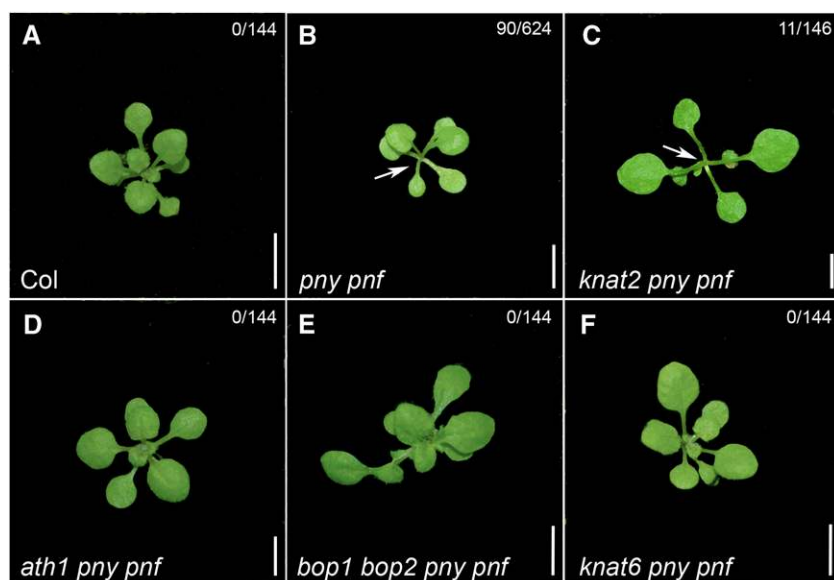 A 0/144
Col
B 90/624
pny pnf
C 11/146
knat2 pny pnf
D 0/144
ath1 pny pnf
E 0/144
bop1 bop2 pny pnf
F 0/144
knat6 pny pnf